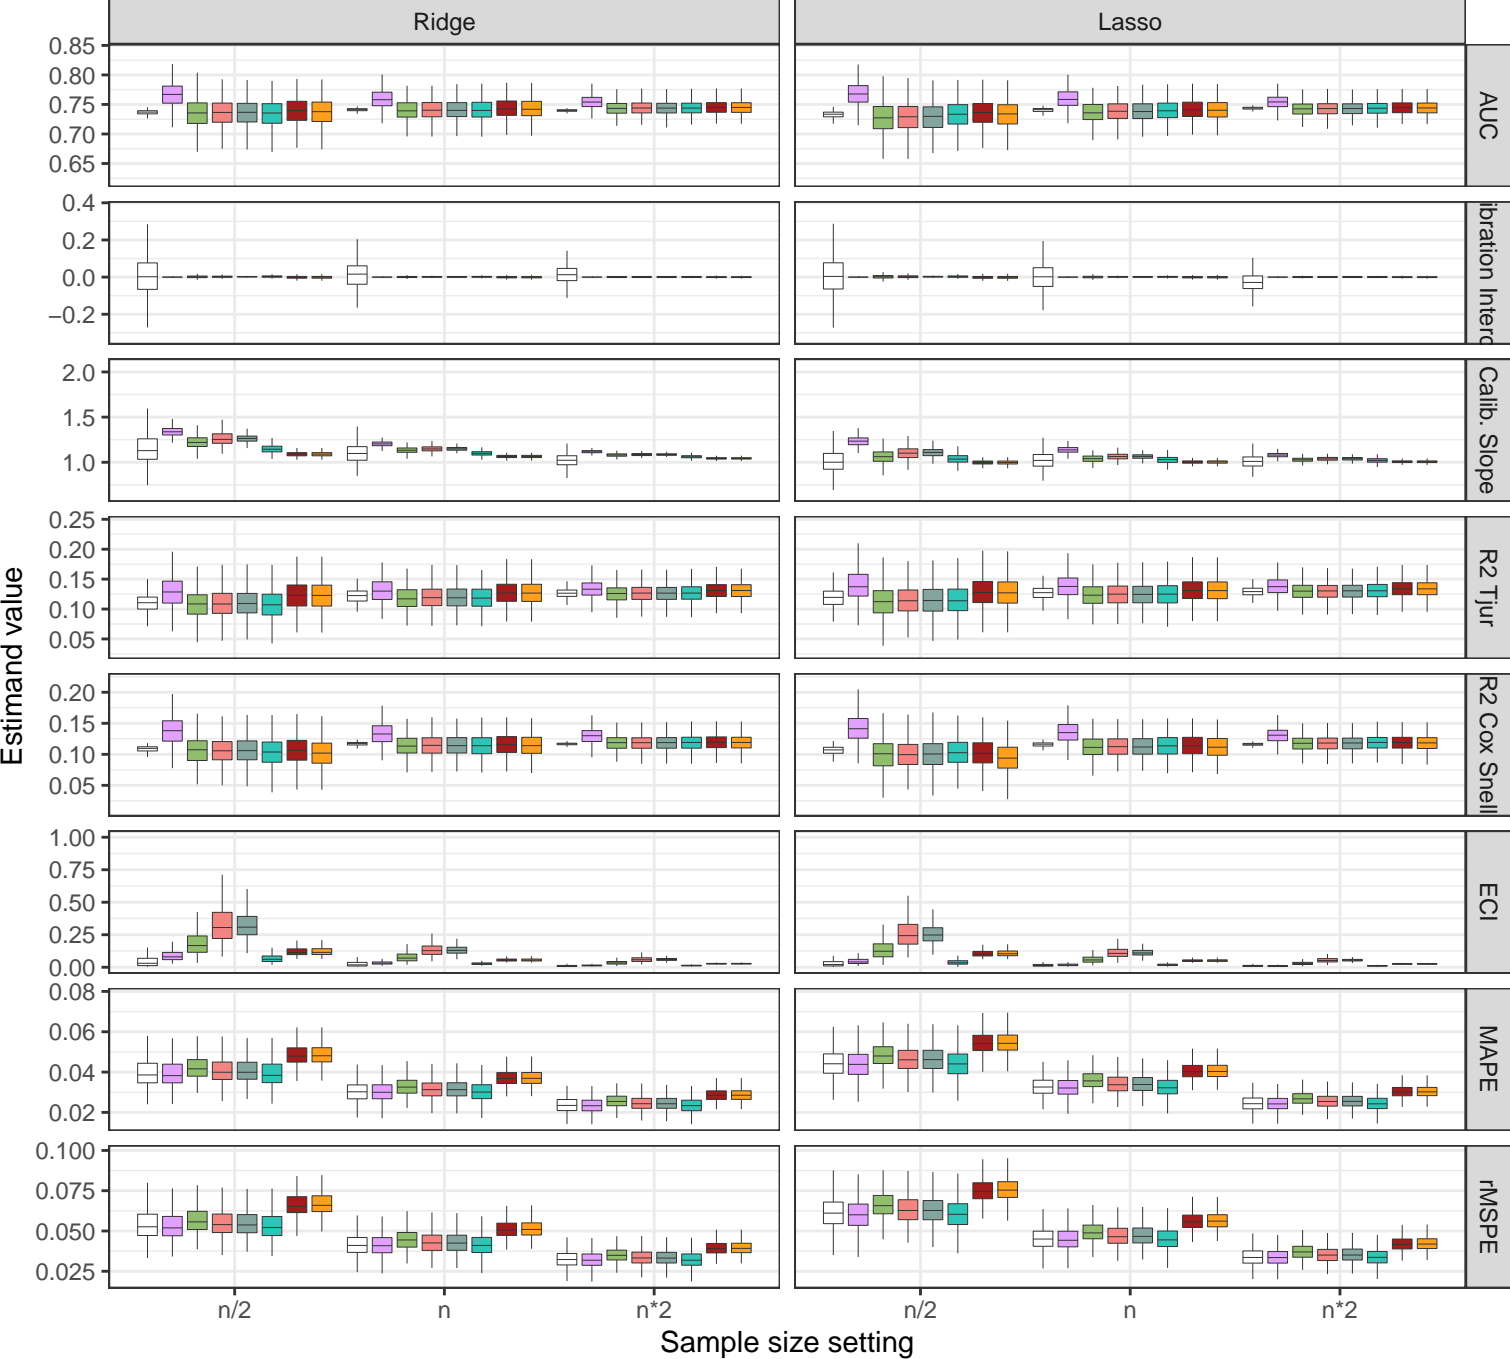 Ridge
Lasso
0.85
0.80
0.75
0.70
0.65
AUC
0.4
0.2
0.0
−0.2
ibration Interc
2.0
1.5
1.0
Calib. Slope
0.25
0.20
0.15
0.10
0.05
R2 Tjur
0.20
0.15
0.10
0.05
R2 Cox Snell
1.00
0.75
0.50
0.25
0.00
ECI
0.08
0.06
0.04
0.02
MAPE
0.100
0.075
0.050
0.025
rMSPE
Estimand value
n/2
n
n*2
n/2
n
n*2
Sample size setting